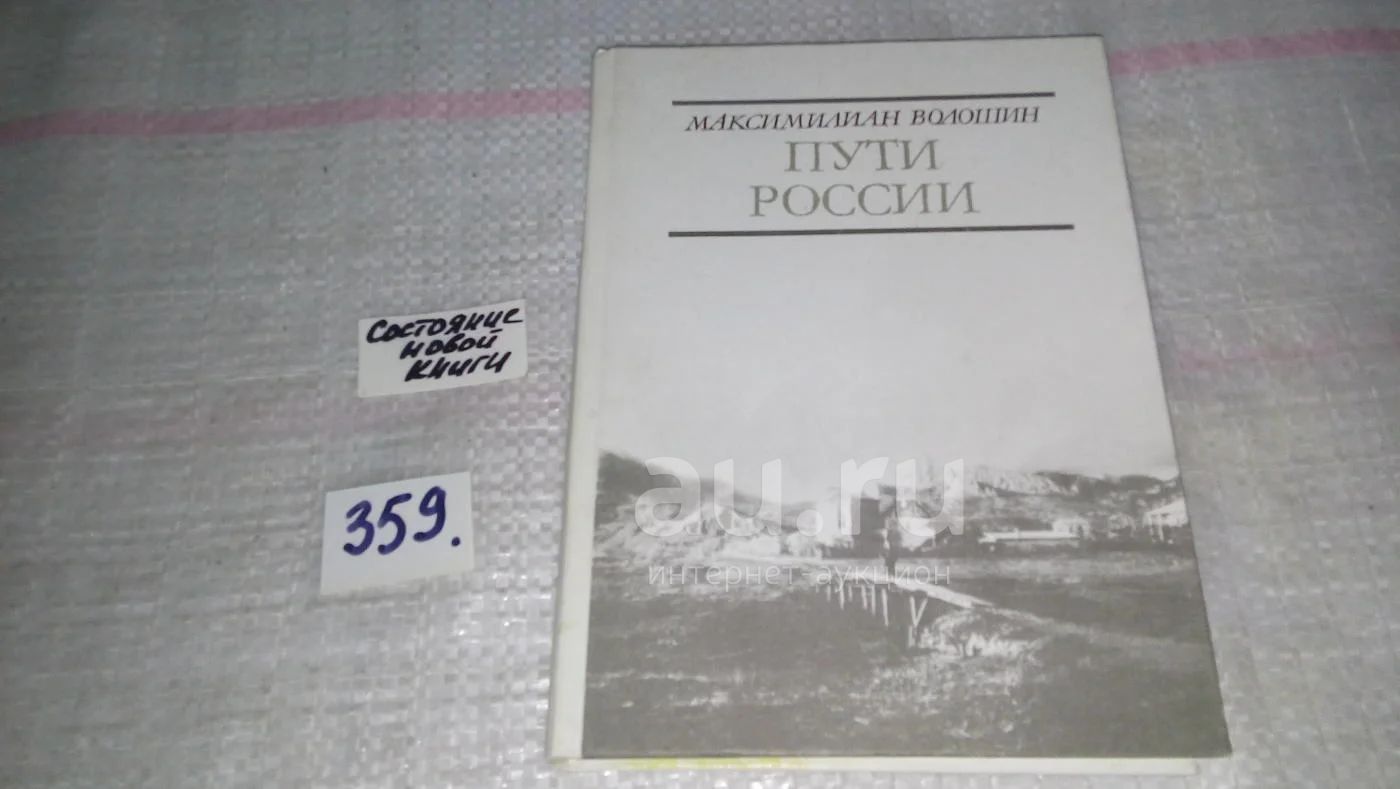 МАКСИМИЛИАН ВОЛОШИН
ПУТИ
РОССИИ
Состояние
новой
книги
359.
au.ru
интернет-аукцион